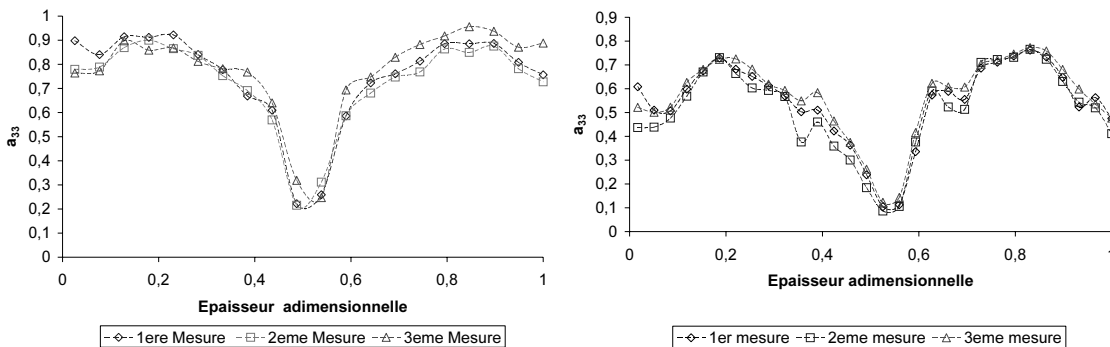 1
0,9
0,8
0,7
0,6
0,5
0,4
0,3
0,2
0,1
0
a33
0 0,2 0,4 0,6 0,8 1
Epaisseur adimensionnelle
1ere Mesure 2eme Mesure 3eme Mesure
1
0,9
0,8
0,7
0,6
0,5
0,4
0,3
0,2
0,1
0
a33
0 0,2 0,4 0,6 0,8 1
Epaisseur adimensionnelle
1er mesure 2eme mesure 3eme mesure